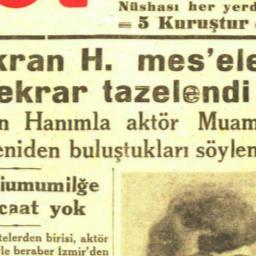 Nüshası her yerd
5 Kuruştur
kran H. mes'ele
ekrar tazelendi
n Hanımla aktör Muam
eniden buluştukları söylen
iumumilğe
caat yok
telerden birisi, aktör
le beraber İzmir'den